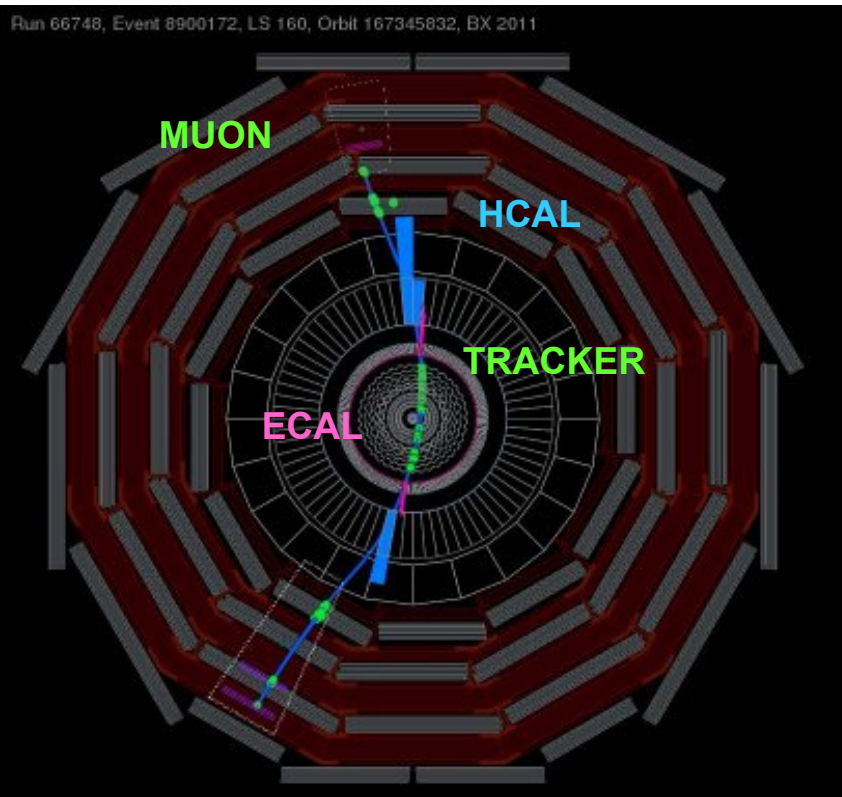 Run 66748, Event 8900172, LS 160, Orbit 167345832, BX 2011
MUON
HCAL
TRACKER
ECAL